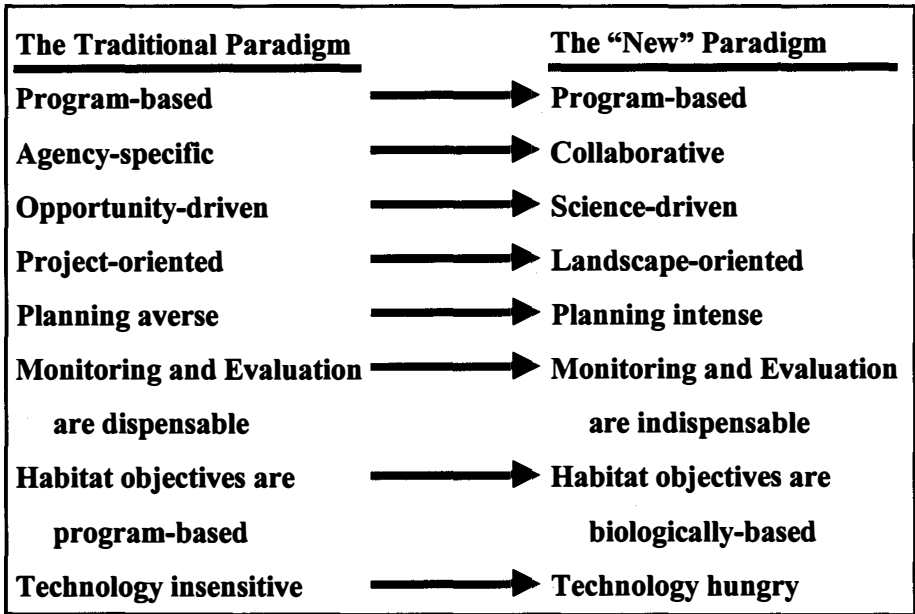 The Traditional Paradigm The “New” Paradigm
Program-based Program-based
Agency-specific Collaborative
Opportunity-driven Science-driven
Project-oriented Landscape-oriented
Planning averse Planning intense
Monitoring and Evaluation Monitoring and Evaluation
are dispensable are indispensable
Habitat objectives are Habitat objectives are
program-based biologically-based
Technology insensitive Technology hungry